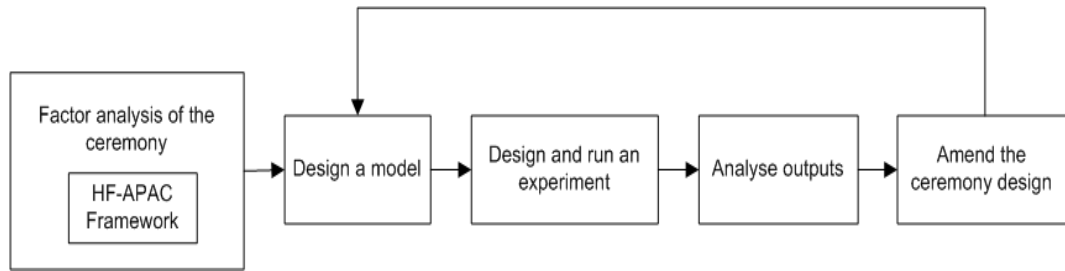 Factor analysis of the
ceremony
HF-APAC
Framework
Design a model
Design and run an
experiment
Analyse outputs
Amend the
ceremony design